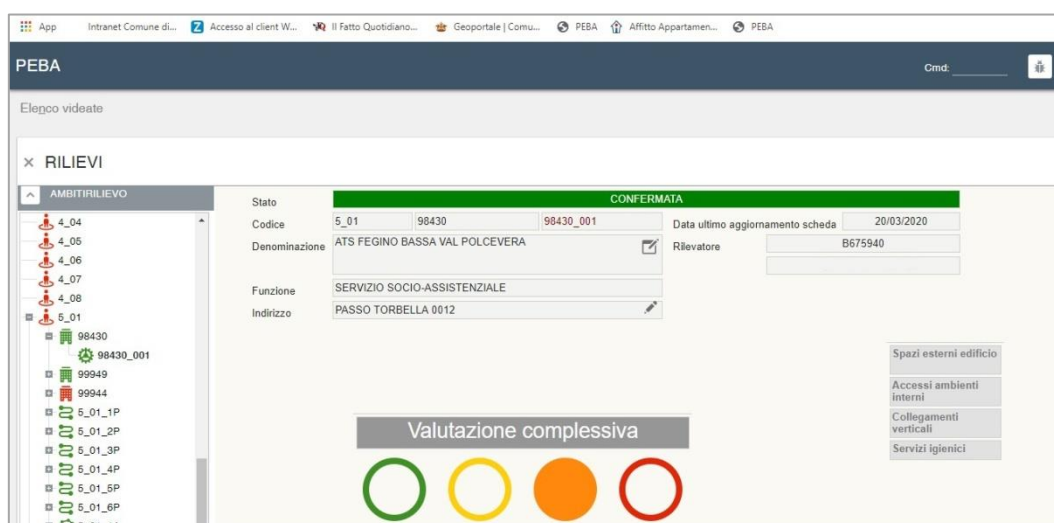 App Intranet Comune di... Accesso al client W... Il Fatto Quotidiano... Geoportale | Comu... PEBA Affitto Appartamen... PEBA
PEBA Cmd:
Elenco videate
× RILIEVI
AMBITIRILIEVO
Stato CONFERMATA
4_04
Codice 5_01 98430 98430_001 Data ultimo aggiornamento scheda 20/03/2020
4_05
Denominazione ATS FEGINO BASSA VAL POLCEVERA Rilevatore B675940
4_06
4_07
Funzione SERVIZIO SOCIO-ASSISTENZIALE
4_08
Indirizzo PASSO TORBELLA 0012
5_01
98430
98430_001
Spazi esterni edificio
99949
99944
Accessi ambienti
interni
5_01_1P
Collegamenti
verticali
5_01_2P
Valutazione complessiva
5_01_3P
Servizi igienici
5_01_4P
5_01_5P
5_01_6P